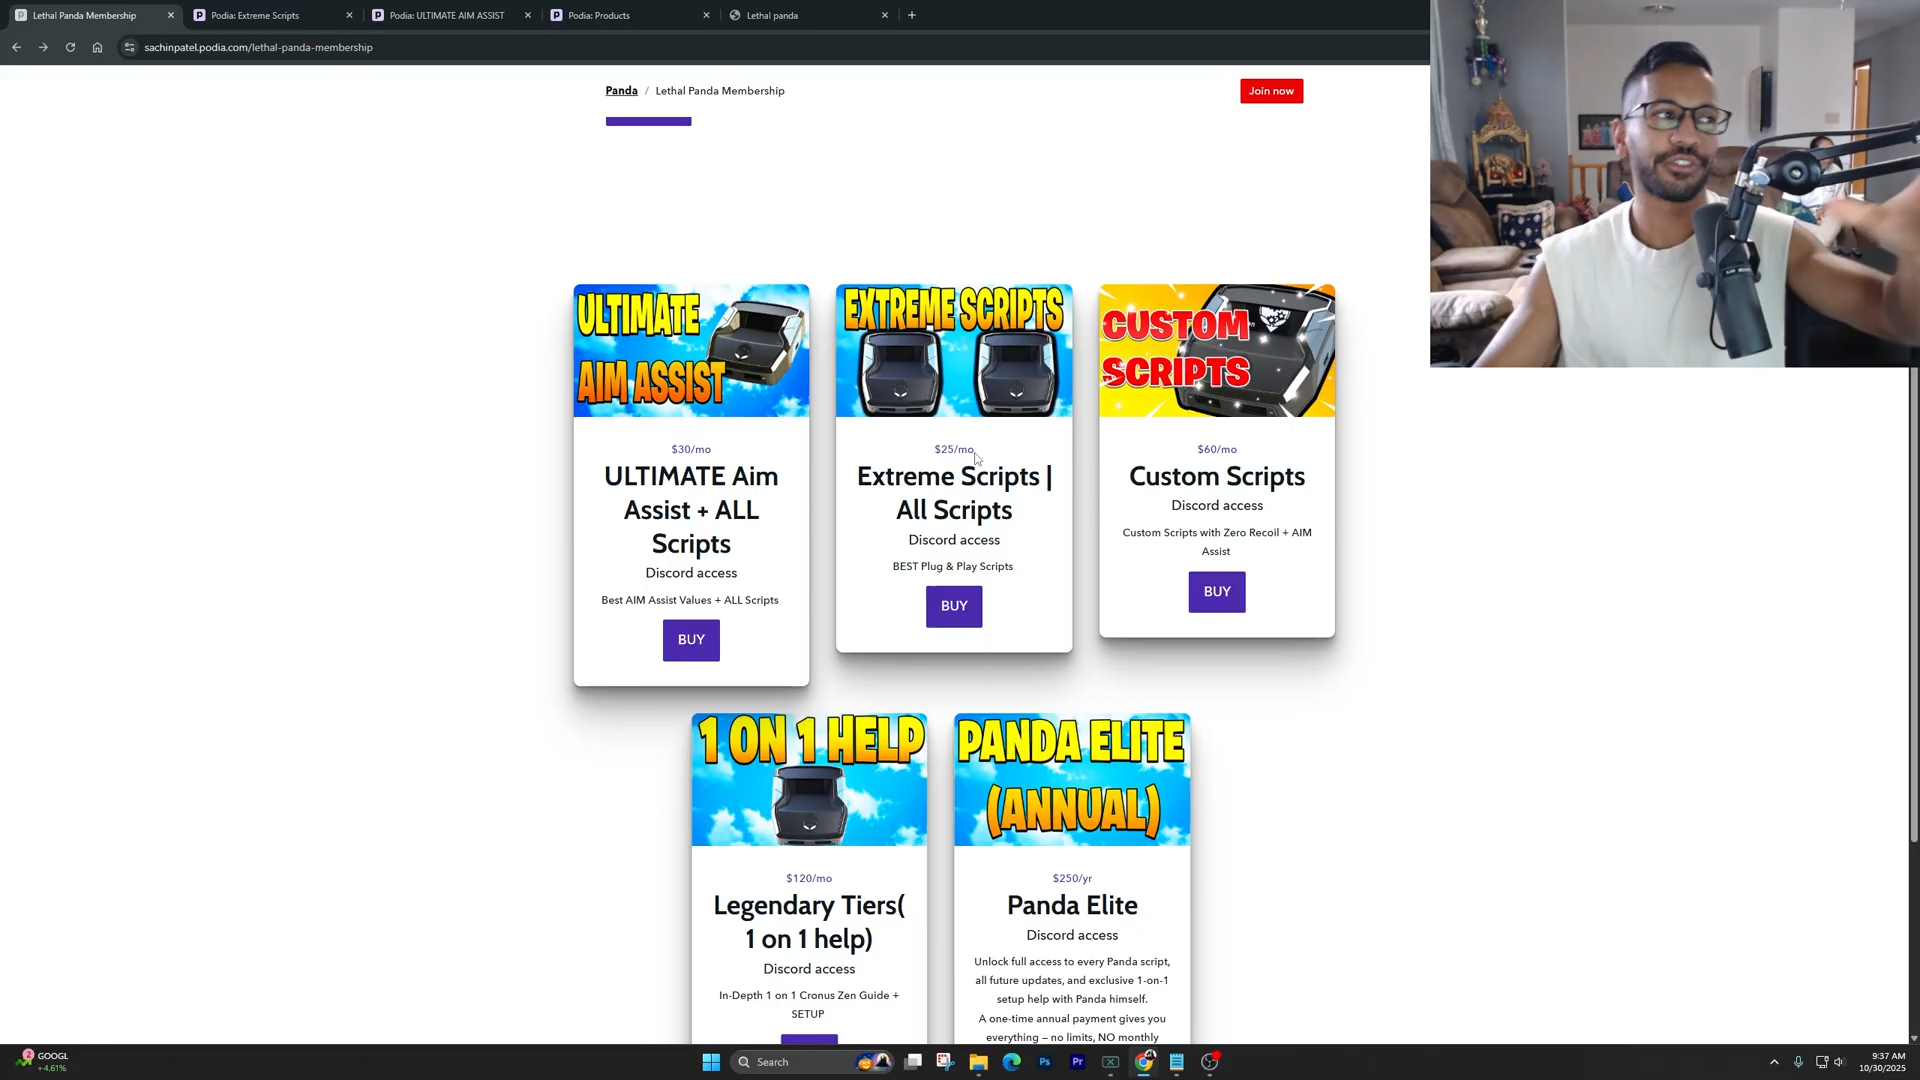 Lethal Panda Membership
Podia: Extreme Scripts
Podia: ULTIMATE AIM ASSIST
Podia: Products
Lethal panda
sachinpatel.podia.com/lethal-panda-membership
Panda / Lethal Panda Membership
Join now
ULTIMATE
AIM ASSIST
$30/mo
ULTIMATE Aim
Assist + ALL
Scripts
Discord access
Best AIM Assist Values + ALL Scripts
BUY
EXTREME SCRIPTS
$25/mo
Extreme Scripts |
All Scripts
Discord access
BEST Plug & Play Scripts
BUY
CUSTOM
SCRIPTS
$60/mo
Custom Scripts
Discord access
Custom Scripts with Zero Recoil + AIM
Assist
BUY
1 ON 1 HELP
$120/mo
Legendary Tiers(
1 on 1 help)
Discord access
In-Depth 1 on 1 Cronus Zen Guide +
SETUP
PANDA ELITE
(ANNUAL)
$250/yr
Panda Elite
Discord access
Unlock full access to every Panda script,
all future updates, and exclusive 1-on-1
setup help with Panda himself.
A one-time annual payment gives you
everything — no limits, NO monthly
2
GOOGL
+4.61%
Search
Ps
Pr
9:37 AM
10/30/2025